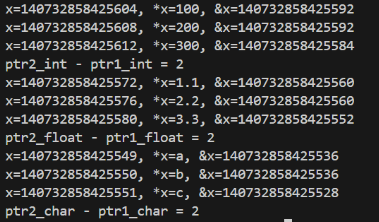 x=140732858425604, *x=100, &x=140732858425592
x=140732858425608, *x=200, &x=140732858425592
x=140732858425612, *x=300, &x=140732858425584
ptr2_int - ptr1_int = 2
x=140732858425572, *x=1.1, &x=140732858425560
x=140732858425576, *x=2.2, &x=140732858425560
x=140732858425580, *x=3.3, &x=140732858425552
ptr2_float - ptr1_float = 2
x=140732858425549, *x=a, &x=140732858425536
x=140732858425550, *x=b, &x=140732858425536
x=140732858425551, *x=c, &x=140732858425528
ptr2_char - ptr1_char = 2